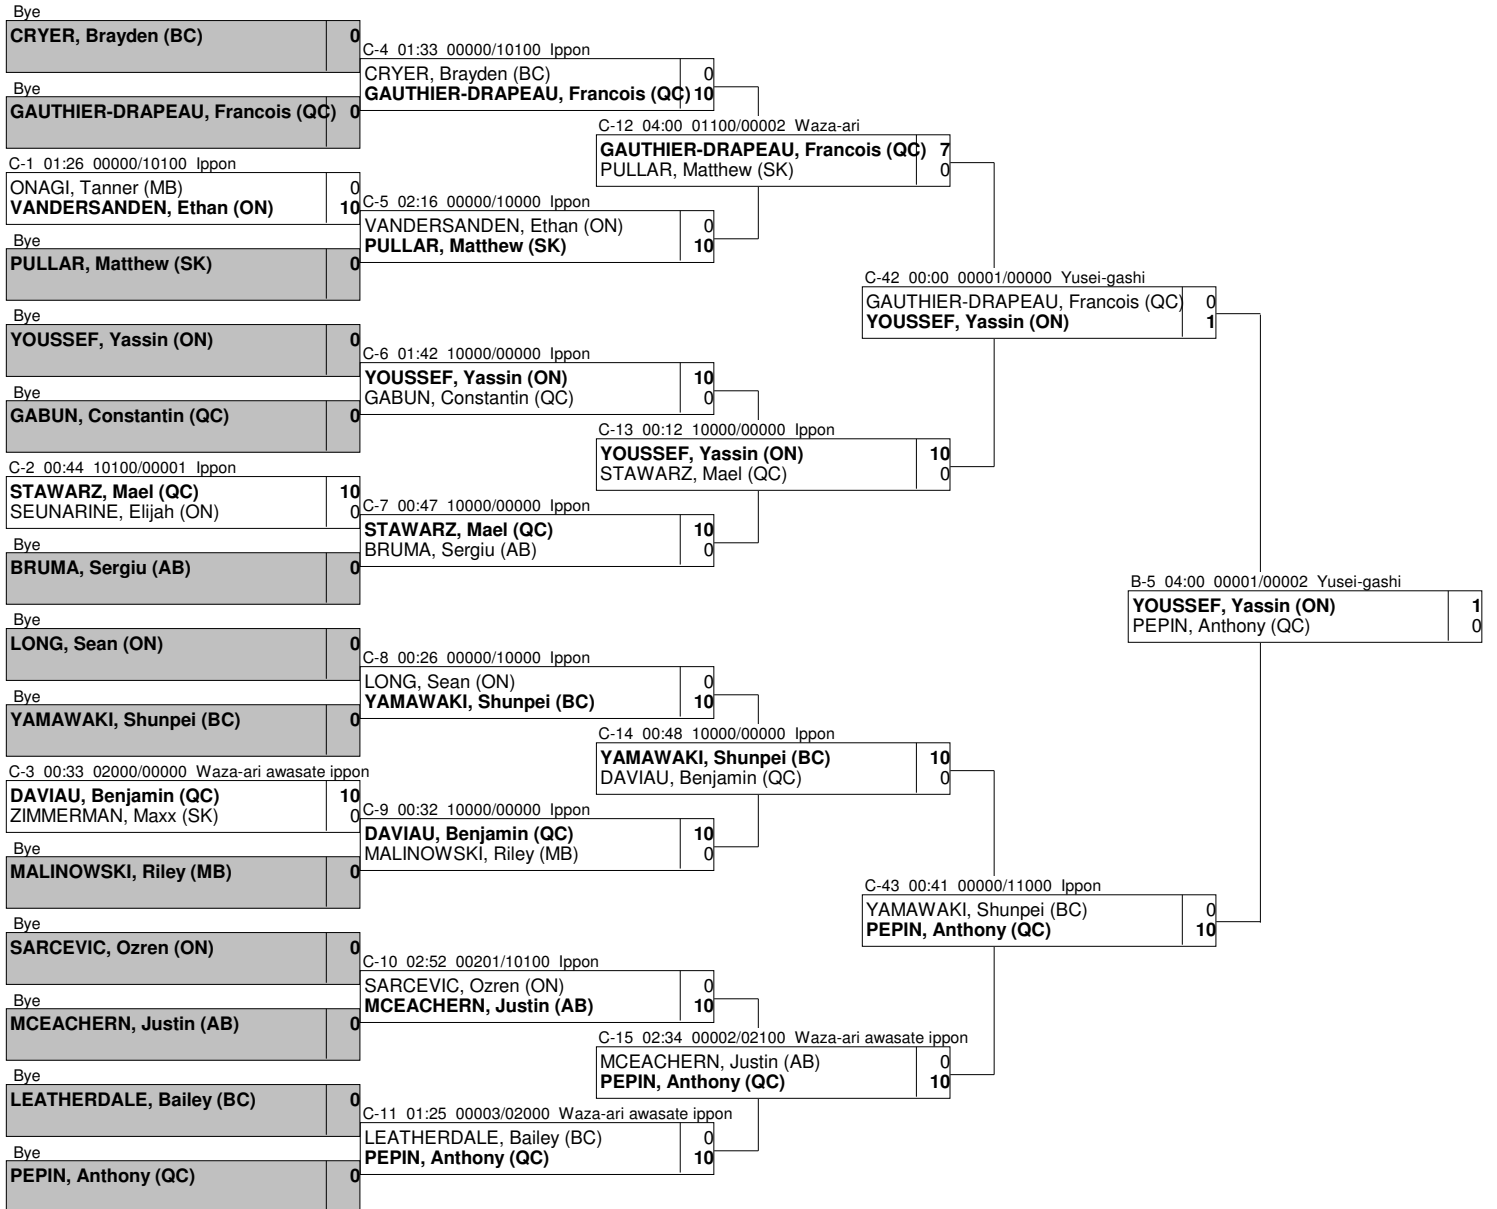 Bye
CRYER, Brayden (BC) 0
Bye
GAUTHIER-DRAPEAU, Francois (QC) 0
C-1 01:26 00000/10100 Ippon
ONAGI, Tanner (MB) 0
VANDERSANDEN, Ethan (ON) 10
Bye
PULLAR, Matthew (SK) 0
Bye
YOUSSEF, Yassin (ON) 0
Bye
GABUN, Constantin (QC) 0
C-2 00:44 10100/00001 Ippon
STAWARZ, Mael (QC) 10
SEUNARINE, Elijah (ON) 0
Bye
BRUMA, Sergiu (AB) 0
Bye
LONG, Sean (ON) 0
Bye
YAMAWAKI, Shunpei (BC) 0
C-3 00:33 02000/00000 Waza-ari awasate ippon
DAVIAU, Benjamin (QC) 10
ZIMMERMAN, Maxx (SK) 0
Bye
MALINOWSKI, Riley (MB) 0
Bye
SARCEVIC, Ozren (ON) 0
Bye
MCEACHERN, Justin (AB) 0
Bye
LEATHERDALE, Bailey (BC) 0
Bye
PEPIN, Anthony (QC) 0
C-4 01:33 00000/10100 Ippon
CRYER, Brayden (BC) 0
GAUTHIER-DRAPEAU, Francois (QC) 10
C-5 02:16 00000/10000 Ippon
VANDERSANDEN, Ethan (ON) 0
PULLAR, Matthew (SK) 10
C-6 01:42 10000/00000 Ippon
YOUSSEF, Yassin (ON) 10
GABUN, Constantin (QC) 0
C-7 00:47 10000/00000 Ippon
STAWARZ, Mael (QC) 10
BRUMA, Sergiu (AB) 0
C-8 00:26 00000/10000 Ippon
LONG, Sean (ON) 0
YAMAWAKI, Shunpei (BC) 10
C-9 00:32 10000/00000 Ippon
DAVIAU, Benjamin (QC) 10
MALINOWSKI, Riley (MB) 0
C-10 02:52 00201/10100 Ippon
SARCEVIC, Ozren (ON) 0
MCEACHERN, Justin (AB) 10
C-11 01:25 00003/02000 Waza-ari awasate ippon
LEATHERDALE, Bailey (BC) 0
PEPIN, Anthony (QC) 10
C-12 04:00 01100/00002 Waza-ari
GAUTHIER-DRAPEAU, Francois (QC) 7
PULLAR, Matthew (SK) 0
C-13 00:12 10000/00000 Ippon
YOUSSEF, Yassin (ON) 10
STAWARZ, Mael (QC) 0
C-14 00:48 10000/00000 Ippon
YAMAWAKI, Shunpei (BC) 10
DAVIAU, Benjamin (QC) 0
C-15 02:34 00002/02100 Waza-ari awasate ippon
MCEACHERN, Justin (AB) 0
PEPIN, Anthony (QC) 10
C-42 00:00 00001/00000 Yusei-gashi
GAUTHIER-DRAPEAU, Francois (QC) 0
YOUSSEF, Yassin (ON) 1
C-43 00:41 00000/11000 Ippon
YAMAWAKI, Shunpei (BC) 0
PEPIN, Anthony (QC) 10
B-5 04:00 00001/00002 Yusei-gashi
YOUSSEF, Yassin (ON) 1
PEPIN, Anthony (QC) 0